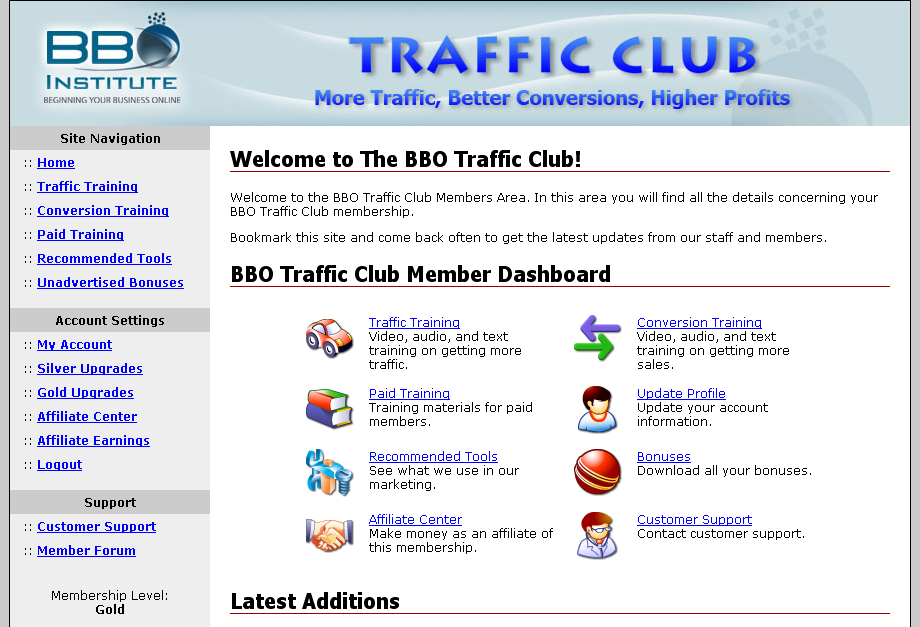 BBO
INSTITUTE
BEGINNING YOUR BUSINESS ONLINE
TRAFFIC CLUB
More Traffic, Better Conversions, Higher Profits
Site Navigation
:: Home
:: Traffic Training
:: Conversion Training
:: Paid Training
:: Recommended Tools
:: Unadvertised Bonuses
Account Settings
:: My Account
:: Silver Upgrades
:: Gold Upgrades
:: Affiliate Center
:: Affiliate Earnings
:: Logout
Support
:: Customer Support
:: Member Forum
Membership Level:
Gold
Welcome to The BBO Traffic Club!
Welcome to the BBO Traffic Club Members Area. In this area you will find all the details concerning your
BBO Traffic Club membership.
Bookmark this site and come back often to get the latest updates from our staff and members.
BBO Traffic Club Member Dashboard
Traffic Training
Video, audio, and text
training on getting more
traffic.
Conversion Training
Video, audio, and text
training on getting more
sales.
Paid Training
Training materials for paid
members.
Update Profile
Update your account
information.
Recommended Tools
See what we use in our
marketing.
Bonuses
Download all your bonuses.
Affiliate Center
Make money as an affiliate of
this membership.
Customer Support
Contact customer support.
Latest Additions